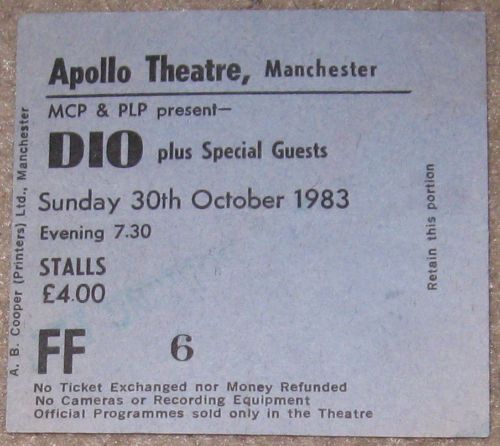 Apollo Theatre, Manchester
MCP & PLP present—
DIO plus Special Guests
Sunday 30th October 1983
Evening 7.30
STALLS
£4.00
FF 6
No Ticket Exchanged nor Money Refunded
No Cameras or Recording Equipment
Official Programmes sold only in the Theatre
A. B. Cooper (Printers) Ltd., Manchester
Retain this portion